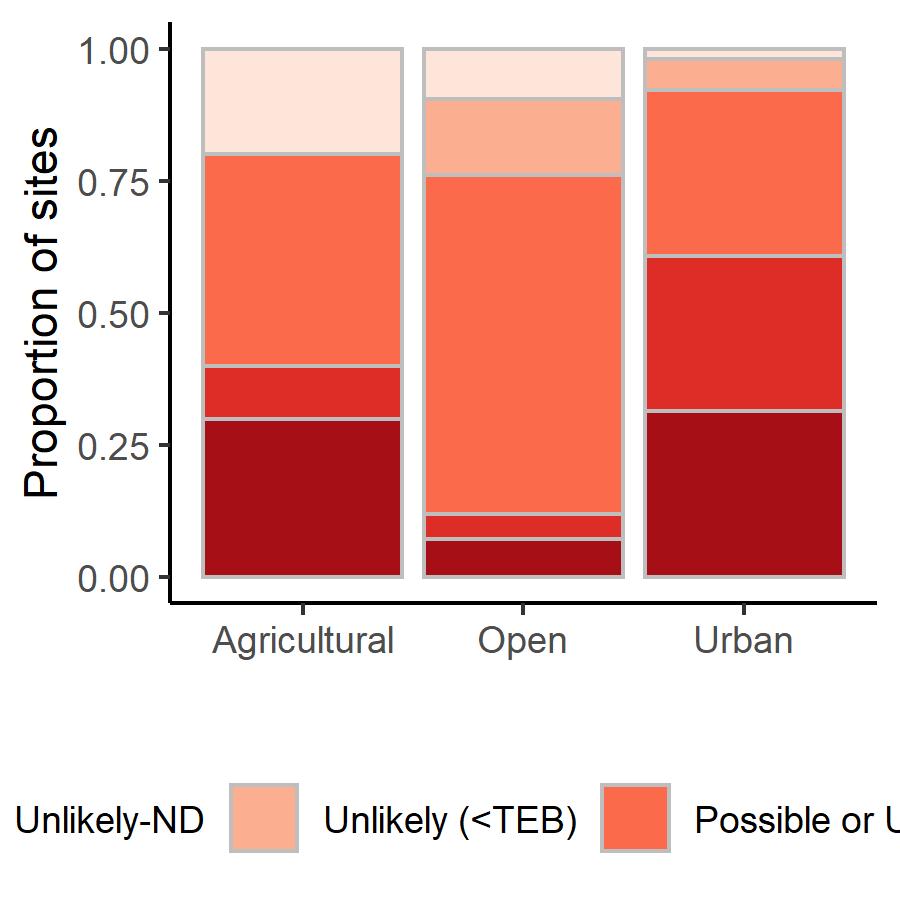 Proportion of sites
1.00
0.75
0.50
0.25
0.00
Agricultural Open Urban
Unlikely-ND Unlikely (<TEB) Possible or